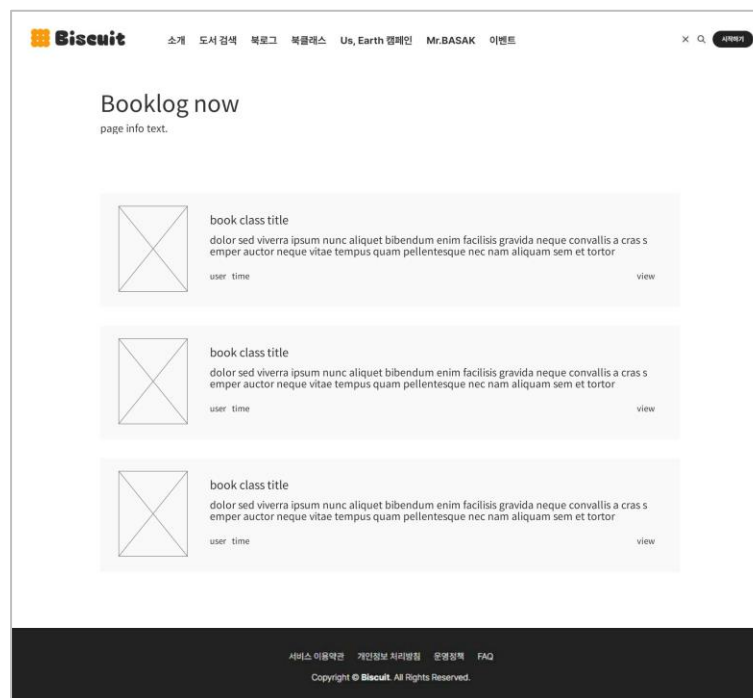 Biscuit 소개 도서 검색 북로그 북클래스 Us, Earth 캠페인 Mr.BASAK 이벤트 시작하기
Booklog now
page info text.
book class title
dolor sed viverra ipsum nunc aliquet bibendum enim facilisis gravida neque convallis a cras s
emper auctor neque vitae tempus quam pellentesque nec nam aliquam sem et tortor
user time view
book class title
dolor sed viverra ipsum nunc aliquet bibendum enim facilisis gravida neque convallis a cras s
emper auctor neque vitae tempus quam pellentesque nec nam aliquam sem et tortor
user time view
book class title
dolor sed viverra ipsum nunc aliquet bibendum enim facilisis gravida neque convallis a cras s
emper auctor neque vitae tempus quam pellentesque nec nam aliquam sem et tortor
user time view
서비스 이용약관 개인정보 처리방침 운영정책 FAQ
Copyright © Biscuit. All Rights Reserved.